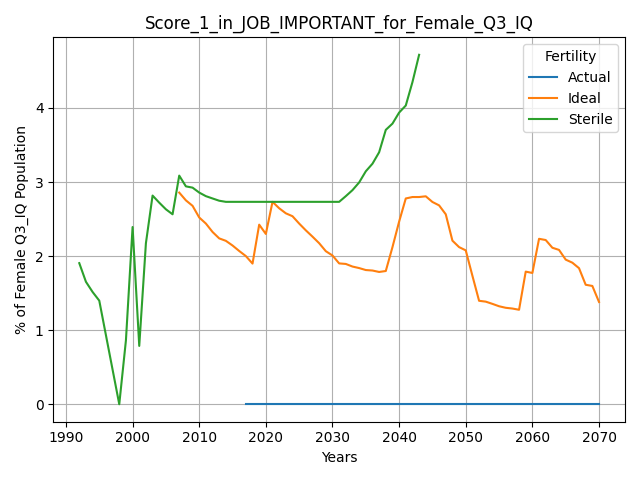 Score_1_in_JOB_IMPORTANT_for_Female_Q3_IQ
% of Female Q3_IQ Population
4
3
2
1
0
Fertility
Actual
Ideal
Sterile
1990 2000 2010 2020 2030 2040 2050 2060 2070
Years